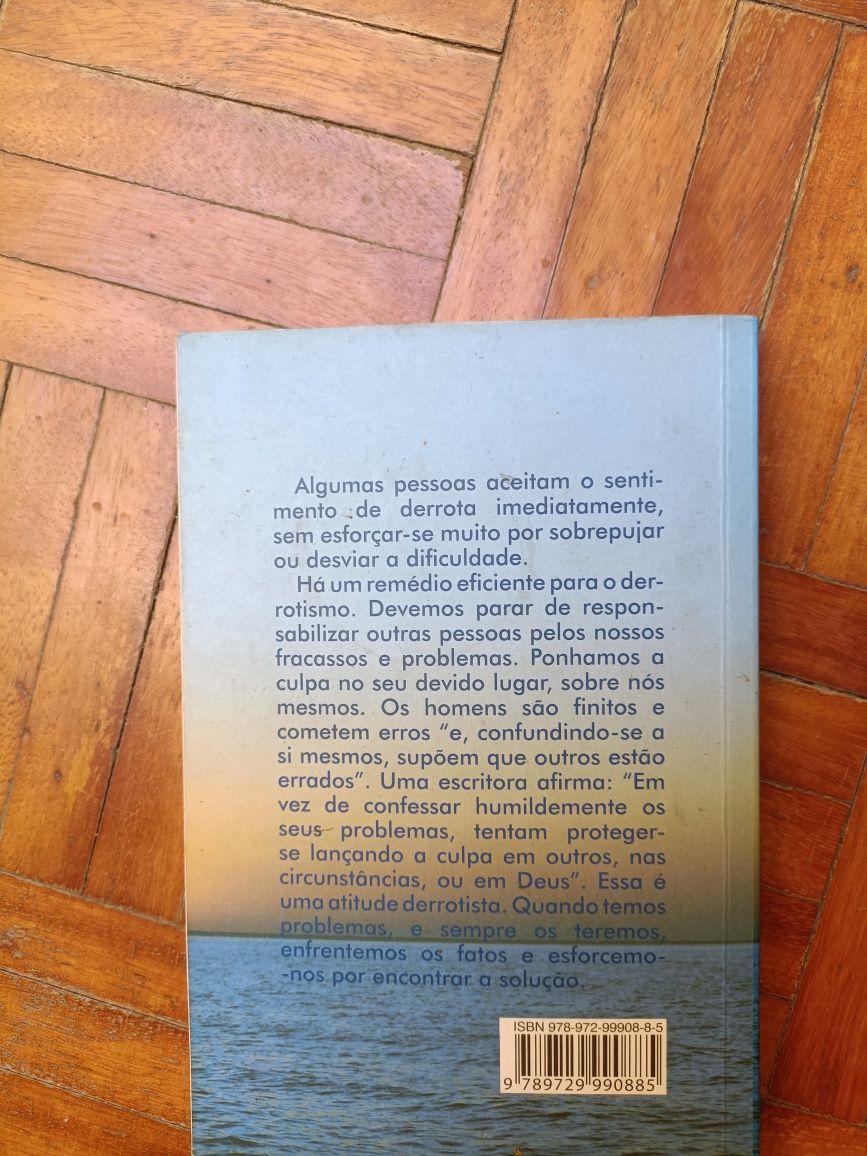 Algumas pessoas aceitam o senti-
mento de derrota imediatamente,
sem esforçar-se muito por sobrepujar
ou desviar a dificuldade.
Há um remédio eficiente para o der-
rotismo. Devemos parar de respon-
sabilizar outras pessoas pelos nossos
fracassos e problemas. Ponhamos a
culpa no seu devido lugar, sobre nós
mesmos. Os homens são finitos e
cometem erros “e, confundindo-se a
si mesmos, supõem que outros estão
errados”. Uma escritora afirma: “Em
vez de confessar humildemente os
seus problemas, tentam proteger-
se lançando a culpa em outros, nas
circunstâncias, ou em Deus”. Essa é
uma atitude derrotista. Quando temos
problemas, e sempre os teremos,
enfrentemos os fatos e esforcemo-
-nos por encontrar a solução.
ISBN 978-972-99908-8-5
9 789729 990885